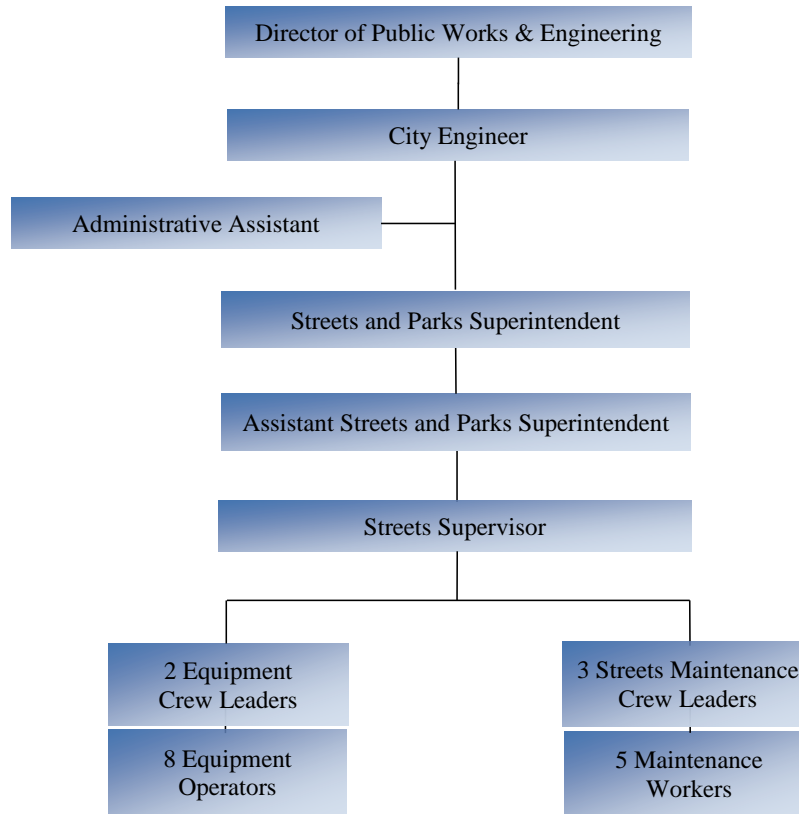 Director of Public Works & Engineering
City Engineer
Administrative Assistant
Streets and Parks Superintendent
Assistant Streets and Parks Superintendent
Streets Supervisor
2 Equipment
Crew Leaders
8 Equipment
Operators
3 Streets Maintenance
Crew Leaders
5 Maintenance
Workers